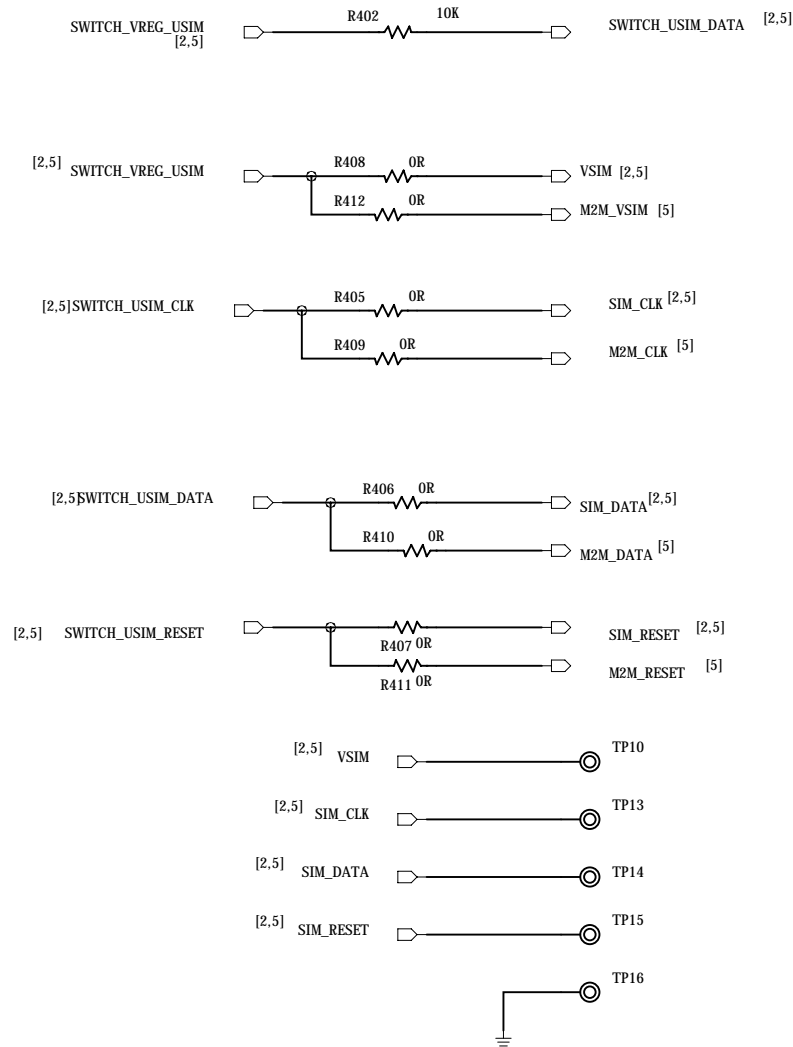 SWITCH_VREG_USIM [2,5] R402 10K SWITCH_USIM_DATA [2,5]
[2,5] SWITCH_VREG_USIM R408 0R VSIM [2,5]
R412 0R M2M_VSIM [5]
[2,5]SWITCH_USIM_CLK R405 0R SIM_CLK [2,5]
R409 0R M2M_CLK [5]
[2,5]SWITCH_USIM_DATA R406 0R SIM_DATA [2,5]
R410 0R M2M_DATA [5]
[2,5] SWITCH_USIM_RESET R407 0R SIM_RESET [2,5]
R411 0R M2M_RESET [5]
[2,5] VSIM TP10
[2,5] SIM_CLK TP13
[2,5] SIM_DATA TP14
[2,5] SIM_RESET TP15
TP16